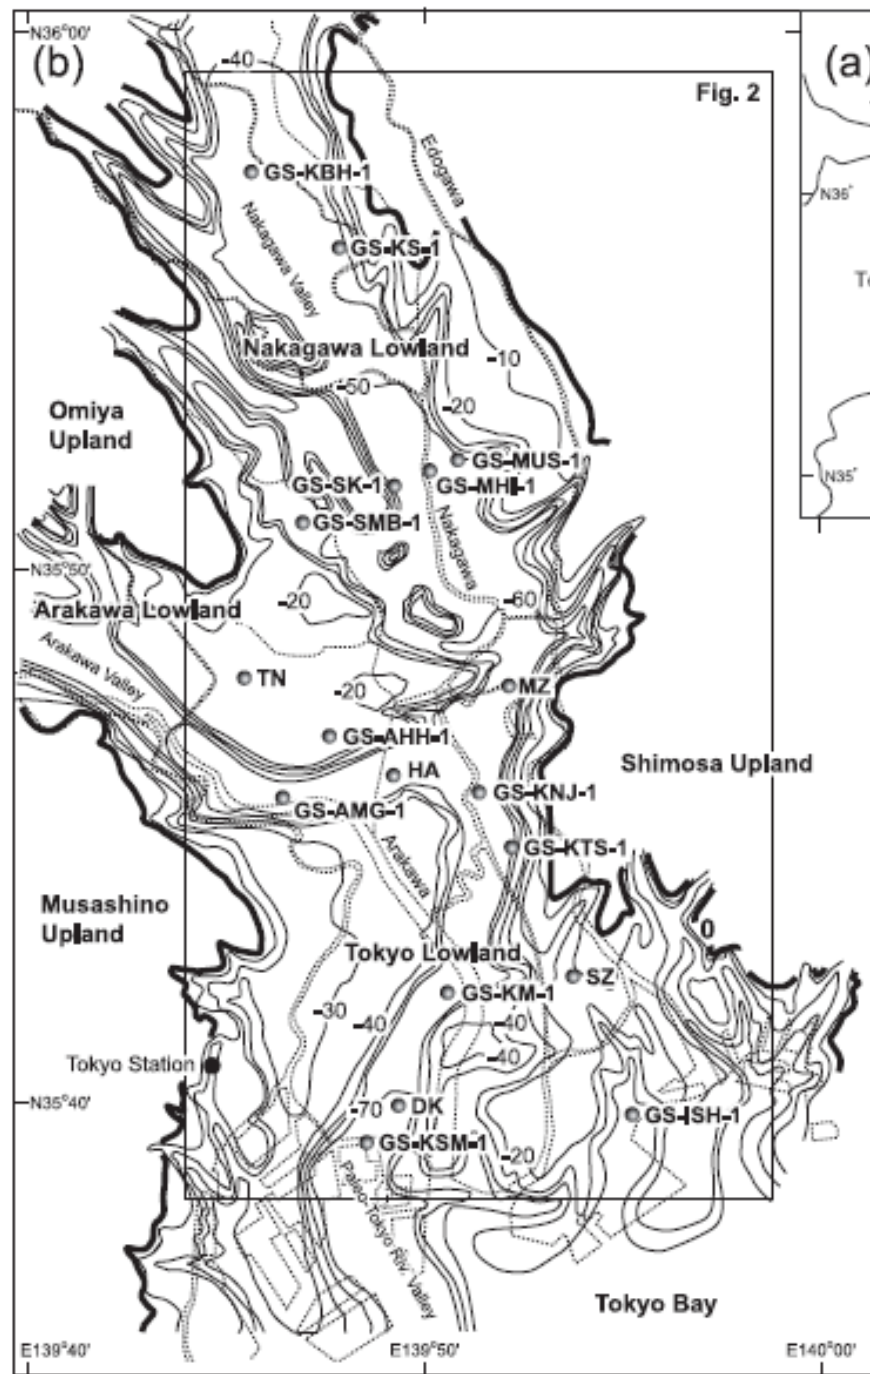 N36°00'
(b)
-40
Fig. 2
(a)
Edogawa
GS-KBH-1
N36°
Nakagawa Valley
GS-KS-1
Nakagawa Lowland
-10
-50
-20
Omiya
Upland
GS-MUS-1
GS-SK-1
GS-MHI-1
N35°
GS-SMB-1
Nakagawa
N35°50'
-20
-60
Arakawa Lowland
Arakawa Valley
TN
-20
MZ
GS-AHH-1
HA
Shimosa Upland
GS-KNJ-1
GS-AMG-1
Arakawa
GS-KTS-1
Musashino
Upland
0
Tokyo Lowland
SZ
GS-KM-1
-30
-40
-40
-40
Tokyo Station
N35°40'
-70
DK
GS-ISH-1
GS-KSM-1
-20
Paleo-Tokyo Riv. Valley
Tokyo Bay
E139°40'
E139°50'
E140°00'